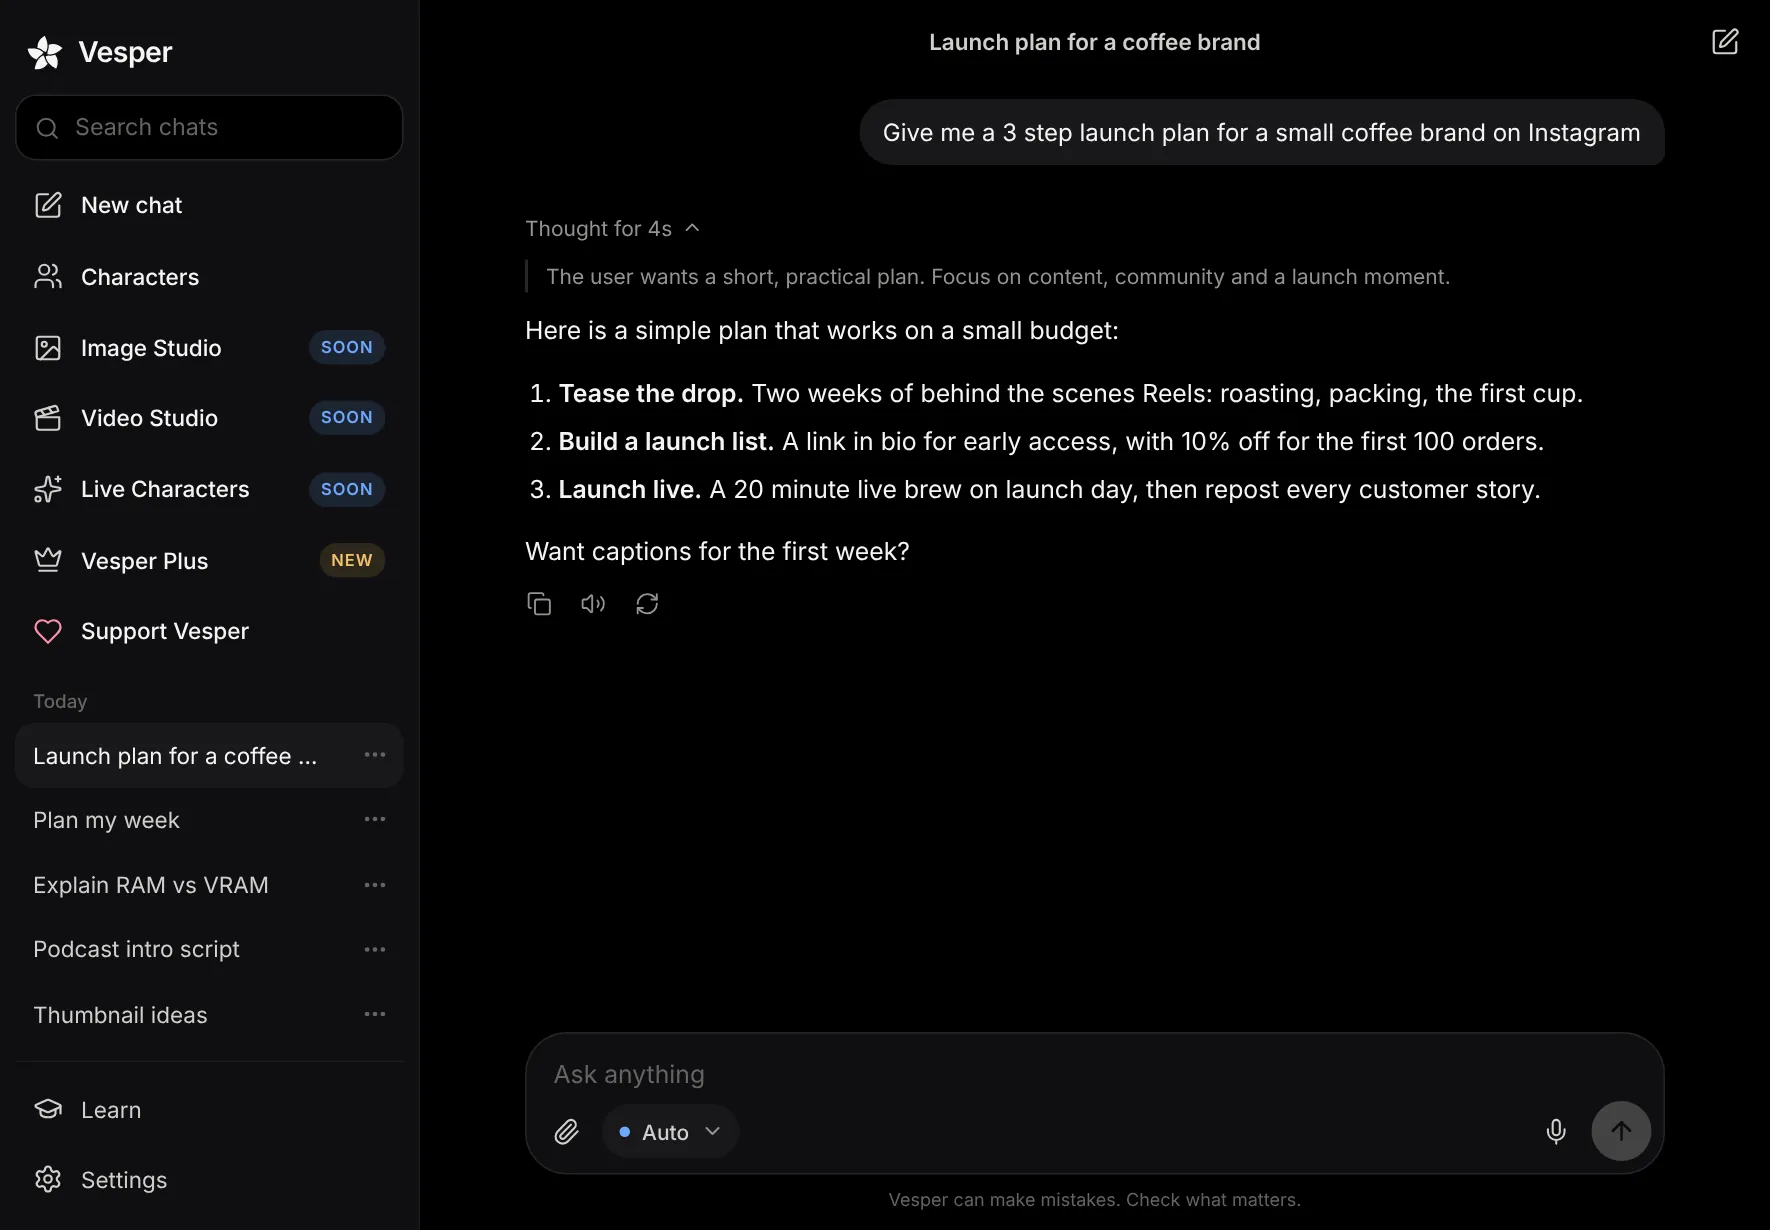 Vesper
Search chats
New chat
Characters
Image Studio SOON
Video Studio SOON
Live Characters SOON
Vesper Plus NEW
Support Vesper
Today
Launch plan for a coffee ...
Plan my week
Explain RAM vs VRAM
Podcast intro script
Thumbnail ideas
Learn
Settings
Launch plan for a coffee brand
Give me a 3 step launch plan for a small coffee brand on Instagram
Thought for 4s
The user wants a short, practical plan. Focus on content, community and a launch moment.
Here is a simple plan that works on a small budget:
1. Tease the drop. Two weeks of behind the scenes Reels: roasting, packing, the first cup.
2. Build a launch list. A link in bio for early access, with 10% off for the first 100 orders.
3. Launch live. A 20 minute live brew on launch day, then repost every customer story.
Want captions for the first week?
Ask anything
Auto
Vesper can make mistakes. Check what matters.